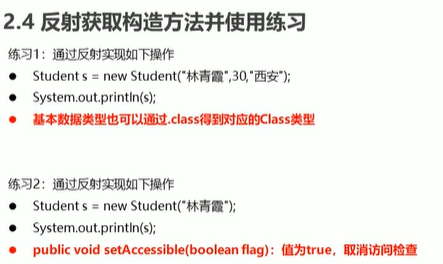 2.4 反射获取构造方法并使用练习
练习1：通过反射实现如下操作
● Student s = new Student("林青霞",30,"西安");
● System.out.println(s);
● 基本数据类型也可以通过.class得到对应的Class类型
练习2：通过反射实现如下操作
● Student s = new Student("林青霞");
● System.out.println(s);
● public void setAccessible(boolean flag)：值为true，取消访问检查